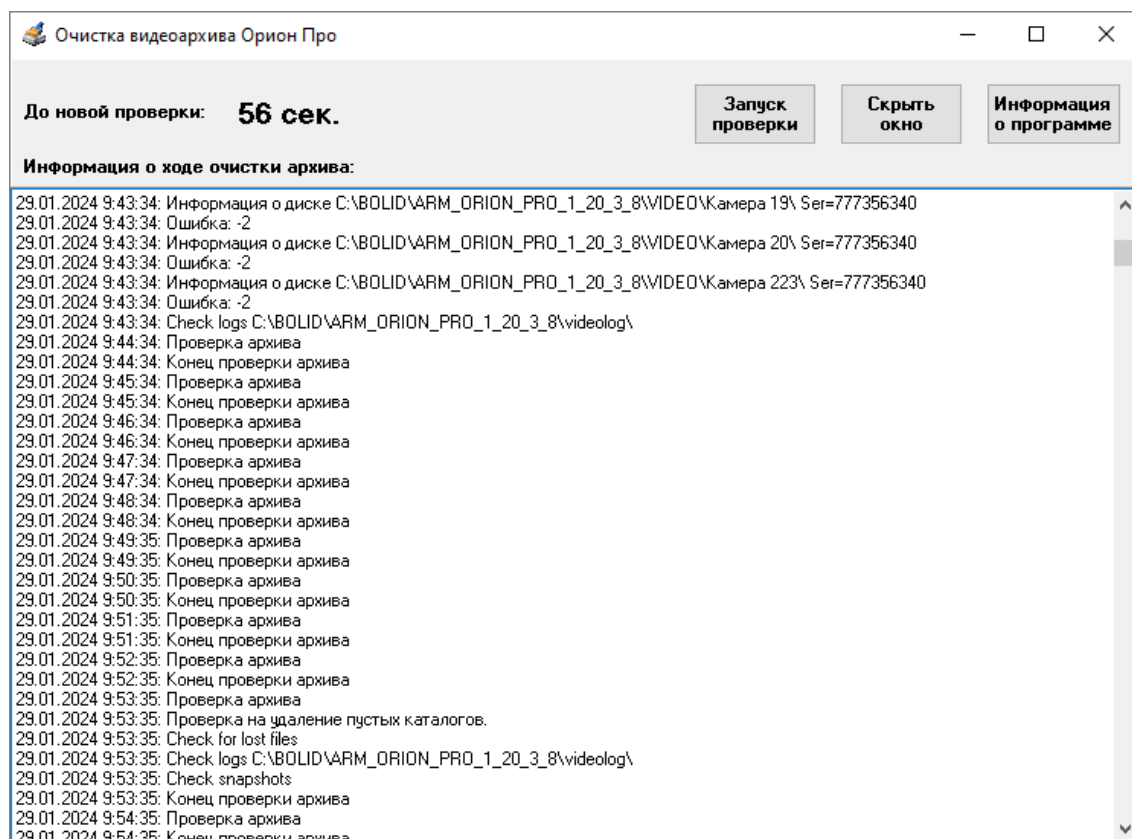 Очистка видеоархива Орион Про
До новой проверки: 56 сек.
Запуск проверки
Скрыть окно
Информация о программе
Информация о ходе очистки архива:
29.01.2024 9:43:34: Информация о диске C:\BOLID\ARM_ORION_PRO_1_20_3_8\VIDEO\Камера 19\ Ser=777356340
29.01.2024 9:43:34: Ошибка: -2
29.01.2024 9:43:34: Информация о диске C:\BOLID\ARM_ORION_PRO_1_20_3_8\VIDEO\Камера 20\ Ser=777356340
29.01.2024 9:43:34: Ошибка: -2
29.01.2024 9:43:34: Информация о диске C:\BOLID\ARM_ORION_PRO_1_20_3_8\VIDEO\Камера 223\ Ser=777356340
29.01.2024 9:43:34: Ошибка: -2
29.01.2024 9:43:34: Check logs C:\BOLID\ARM_ORION_PRO_1_20_3_8\videolog\
29.01.2024 9:44:34: Проверка архива
29.01.2024 9:44:34: Конец проверки архива
29.01.2024 9:45:34: Проверка архива
29.01.2024 9:45:34: Конец проверки архива
29.01.2024 9:46:34: Проверка архива
29.01.2024 9:46:34: Конец проверки архива
29.01.2024 9:47:34: Проверка архива
29.01.2024 9:47:34: Конец проверки архива
29.01.2024 9:48:34: Проверка архива
29.01.2024 9:48:34: Конец проверки архива
29.01.2024 9:49:35: Проверка архива
29.01.2024 9:49:35: Конец проверки архива
29.01.2024 9:50:35: Проверка архива
29.01.2024 9:50:35: Конец проверки архива
29.01.2024 9:51:35: Проверка архива
29.01.2024 9:51:35: Конец проверки архива
29.01.2024 9:52:35: Проверка архива
29.01.2024 9:52:35: Конец проверки архива
29.01.2024 9:53:35: Проверка архива
29.01.2024 9:53:35: Проверка на удаление пустых каталогов.
29.01.2024 9:53:35: Check for lost files
29.01.2024 9:53:35: Check logs C:\BOLID\ARM_ORION_PRO_1_20_3_8\videolog\
29.01.2024 9:53:35: Check snapshots
29.01.2024 9:53:35: Конец проверки архива
29.01.2024 9:54:35: Проверка архива
29.01.2024 9:54:35: Конец проверки архива